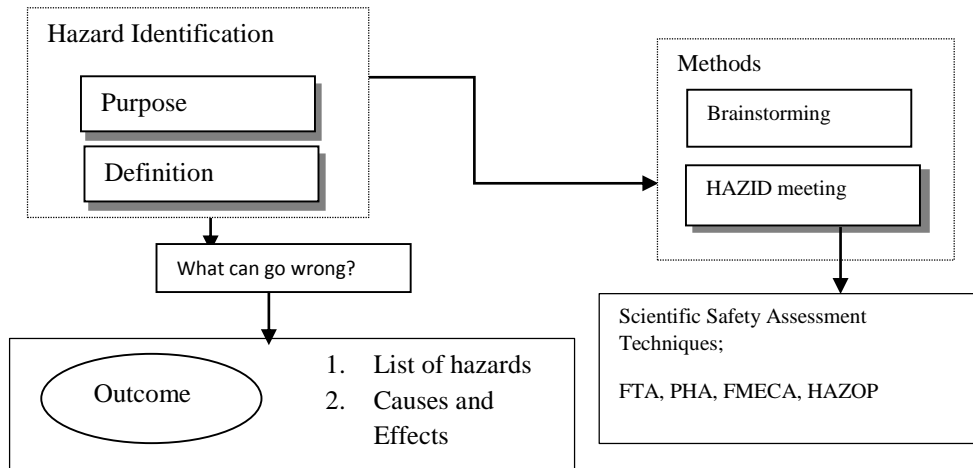 Hazard Identification
Purpose
Definition
What can go wrong?
Outcome
1. List of hazards
2. Causes and
Effects
Methods
Brainstorming
HAZID meeting
Scientific Safety Assessment
Techniques;
FTA, PHA, FMECA, HAZOP